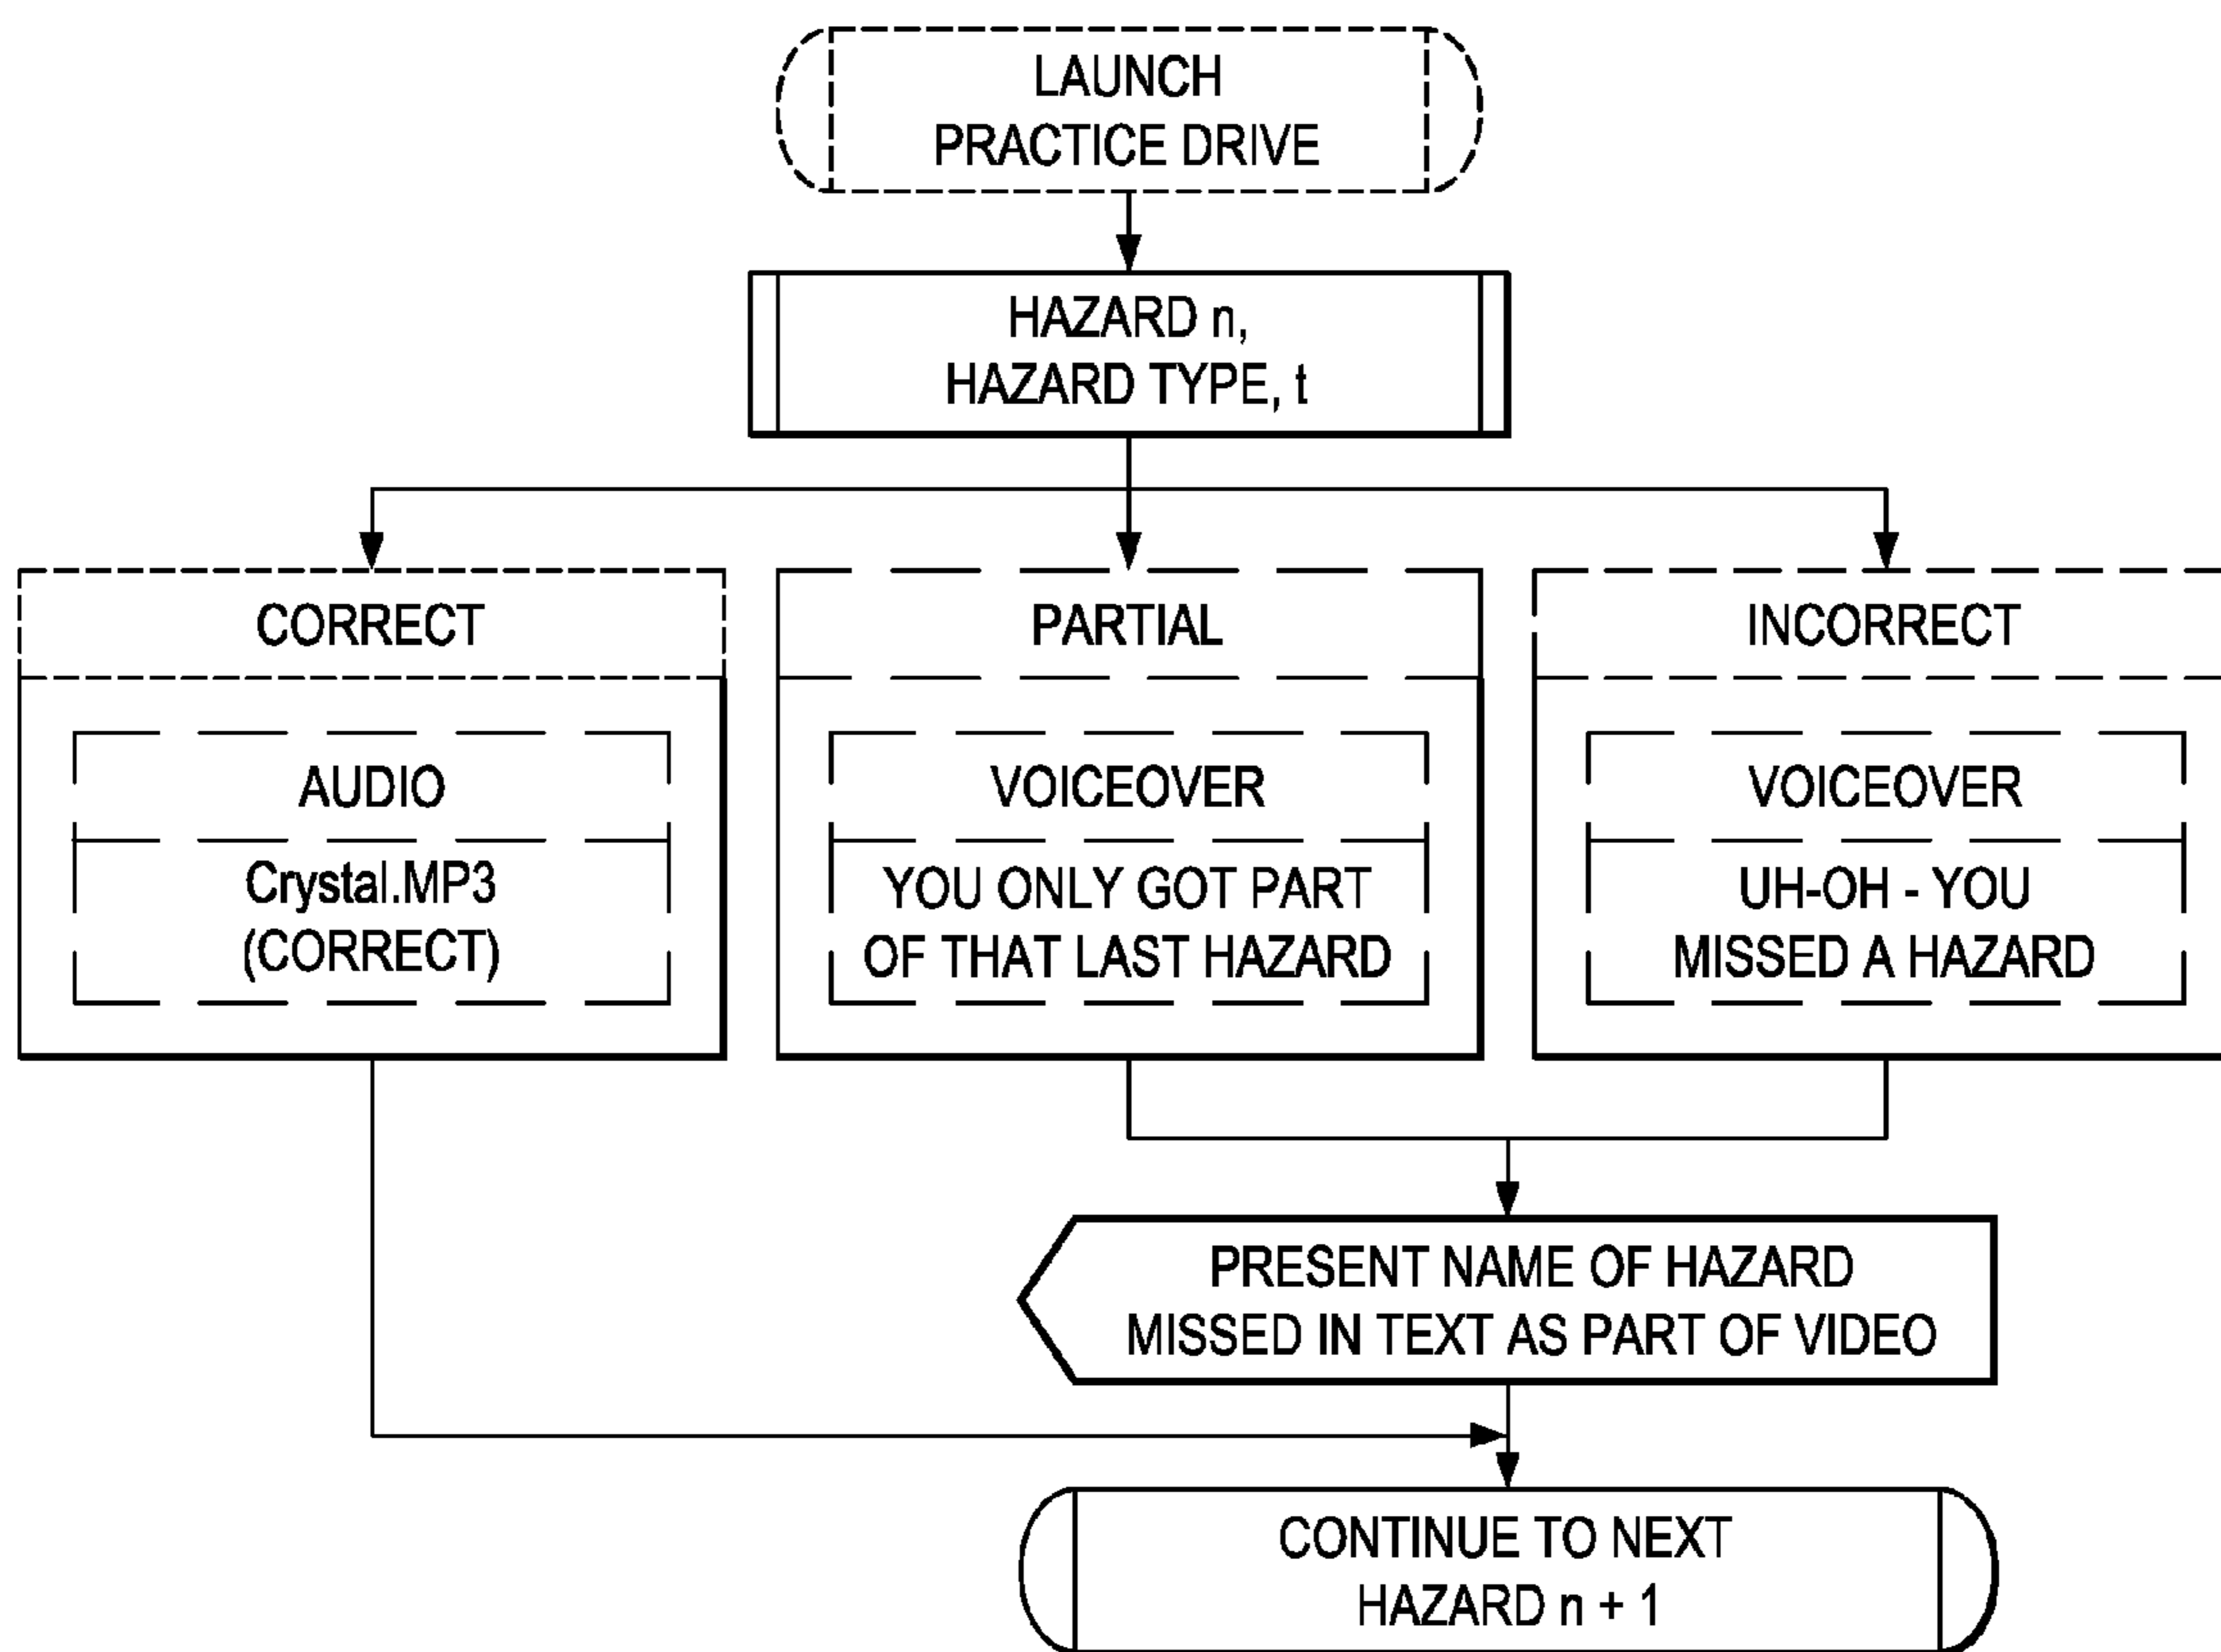 LAUNCH
PRACTICE DRIVE
HAZARD n,
HAZARD TYPE, t
CORRECT
AUDIO
Crystal.MP3
(CORRECT)
PARTIAL
VOICEOVER
YOU ONLY GOT PART
OF THAT LAST HAZARD
INCORRECT
VOICEOVER
UH-OH - YOU
MISSED A HAZARD
PRESENT NAME OF HAZARD
MISSED IN TEXT AS PART OF VIDEO
CONTINUE TO NEXT
HAZARD n + 1